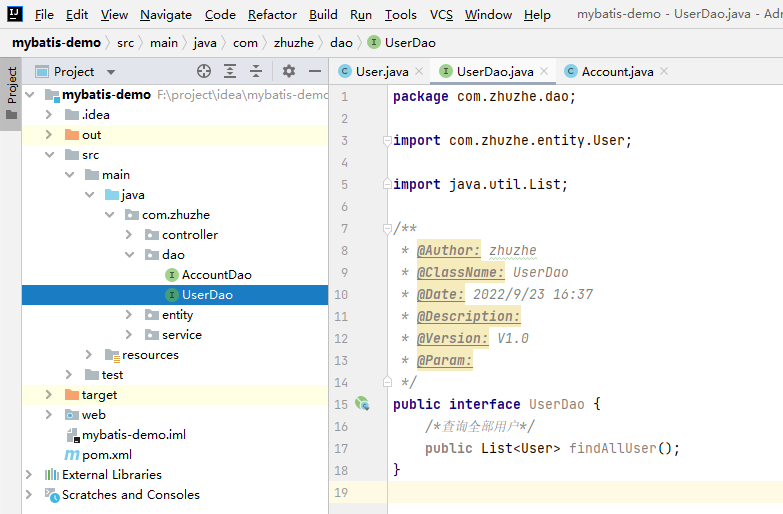 File Edit View Navigate Code Refactor Build Run Tools VCS Window Help mybatis-demo - UserDao.java - Adm
mybatis-demo src main java com zhuzhe dao UserDao
Project
Project
User.java UserDao.java Account.java
mybatis-demo F:\project\idea\mybatis-demo
.idea
out
src
main
java
com.zhuzhe
controller
dao
AccountDao
UserDao
entity
service
resources
test
target
web
mybatis-demo.iml
pom.xml
External Libraries
Scratches and Consoles
1 package com.zhuzhe.dao;
2
3 import com.zhuzhe.entity.User;
4
5 import java.util.List;
6
7 /**
8 * @Author: zhuzhe
9 * @ClassName: UserDao
10 * @Date: 2022/9/23 16:37
11 * @Description:
12 * @Version: V1.0
13 * @Param:
14 */
15 public interface UserDao {
16 /*查询全部用户*/
17 public List<User> findAllUser();
18 }
19